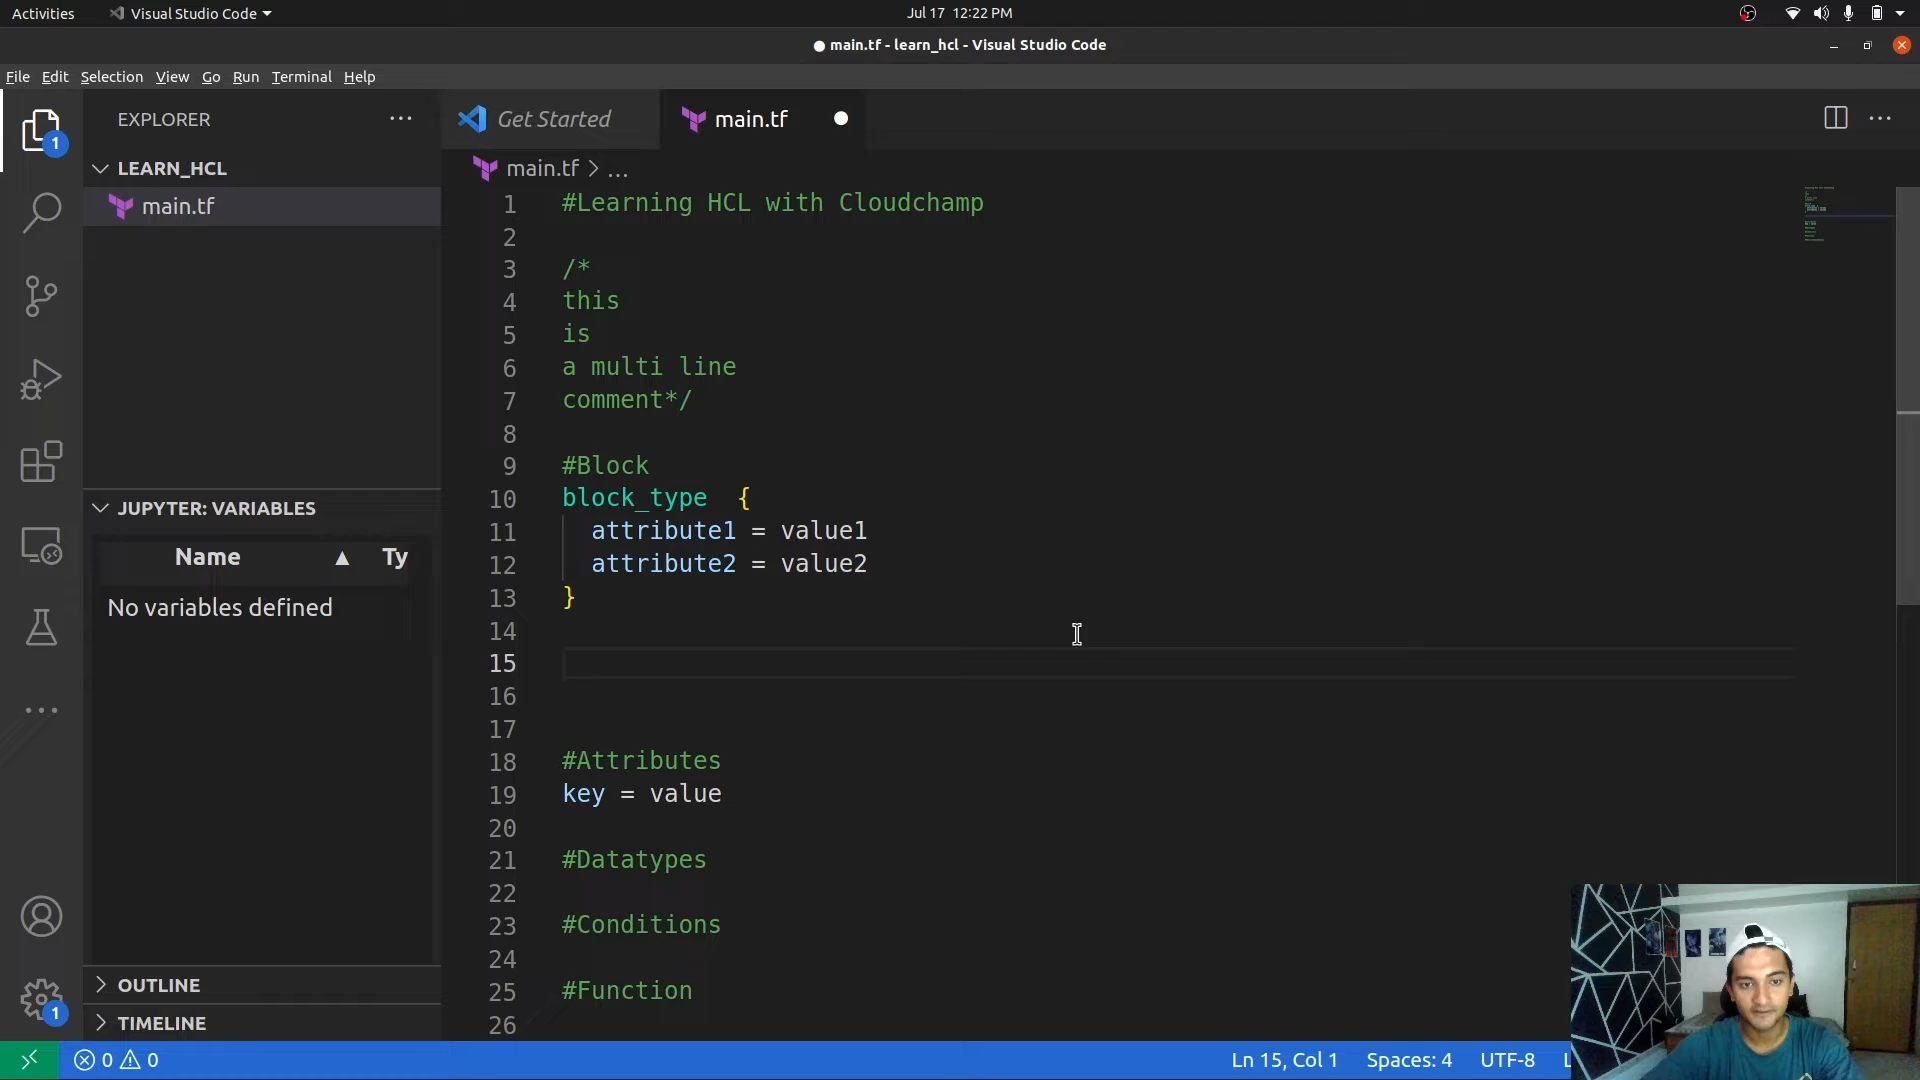 Activities
Visual Studio Code
Jul 17 12:22 PM
main.tf - learn_hcl - Visual Studio Code
File Edit Selection View Go Run Terminal Help
EXPLORER
Get Started
main.tf
1
LEARN_HCL
main.tf > ...
main.tf
1 #Learning HCL with Cloudchamp
2
3 /*
4 this
5 is
6 a multi line
7 comment*/
8
9 #Block
10 block_type {
11 attribute1 = value1
12 attribute2 = value2
13 }
14
15
16
17
18 #Attributes
19 key = value
20
21 #Datatypes
22
23 #Conditions
24
25 #Function
26
JUPYTER: VARIABLES
Name Ty
No variables defined
OUTLINE
1
TIMELINE
0 0
Ln 15, Col 1 Spaces: 4 UTF-8 L